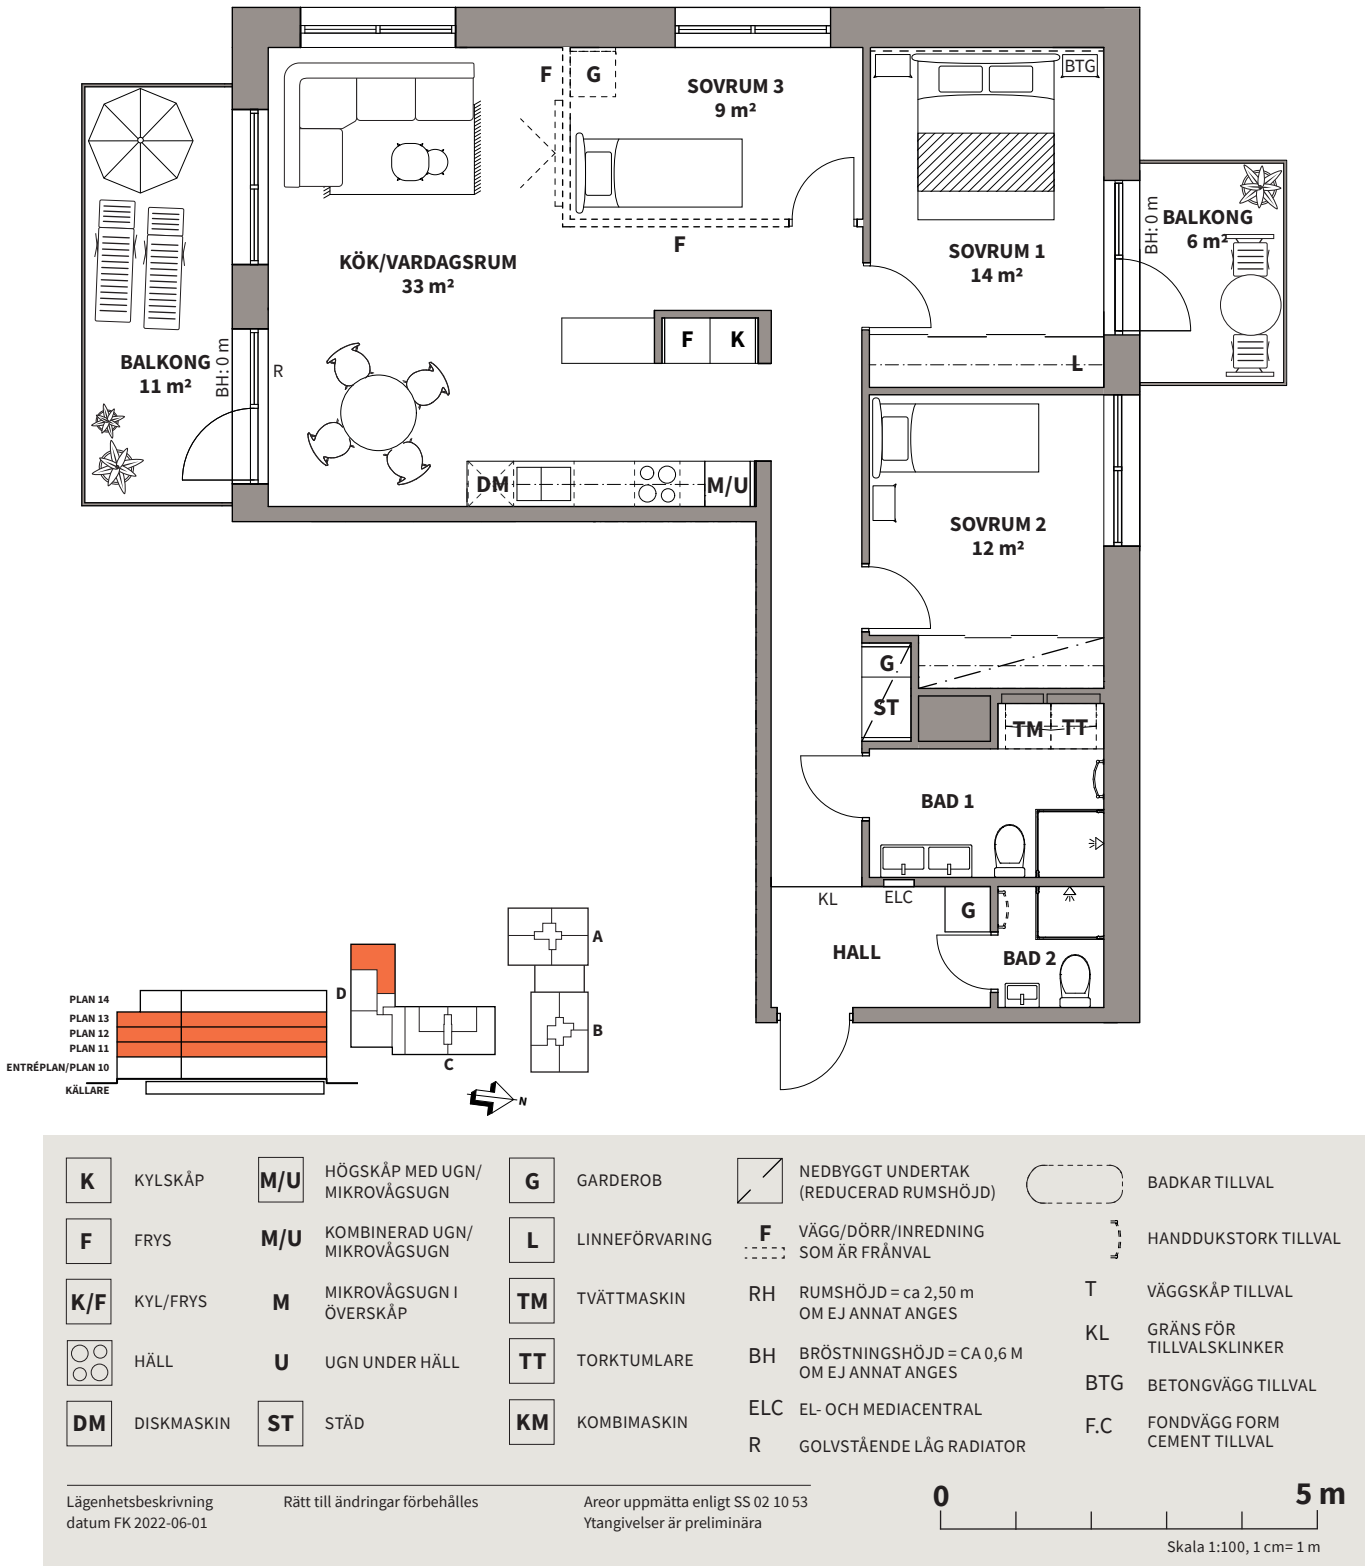 F
G
SOVRUM 3
9 m²
BTG
F
KÖK/VARDAGSRUM
33 m²
SOVRUM 1
14 m²
BH: 0 m
BALKONG
6 m²
BALKONG
11 m²
BH: 0 m
R
F
K
L
DM
M/U
SOVRUM 2
12 m²
G
ST
TM
TT
BAD 1
KL
ELC
G
HALL
BAD 2
A
B
C
D
PLAN 14
PLAN 13
PLAN 12
PLAN 11
ENTRÉPLAN/PLAN 10
KÄLLARE
N
K
KYLSKÅP
F
FRYS
K/F
KYL/FRYS
HÄLL
DM
DISKMASKIN
M/U
HÖGSKÅP MED UGN/
MIKROVÅGSUGN
M/U
KOMBINERAD UGN/
MIKROVÅGSUGN
M
MIKROVÅGSUGN I
ÖVERSKÅP
U
UGN UNDER HÄLL
ST
STÄD
G
GARDEROB
L
LINNEFÖRVARING
TM
TVÄTTMASKIN
TT
TORKTUMLARE
KM
KOMBIMASKIN
NEDBYGGT UNDERTAK
(REDUCERAD RUMSHÖJD)
F
VÄGG/DÖRR/INREDNING
SOM ÄR FRÅNVAL
RH
RUMSHÖJD = ca 2,50 m
OM EJ ANNAT ANGES
BH
BRÖSTNINGSHÖJD = CA 0,6 M
OM EJ ANNAT ANGES
ELC
EL- OCH MEDIACENTRAL
R
GOLVSTÅENDE LÅG RADIATOR
BADKAR TILLVAL
HANDDUKSTORK TILLVAL
T
VÄGGSKÅP TILLVAL
KL
GRÄNS FÖR
TILLVALSKLINKER
BTG
BETONGVÄGG TILLVAL
F.C
FONDVÄGG FORM
CEMENT TILLVAL
Lägenhetsbeskrivning
datum FK 2022-06-01
Rätt till ändringar förbehålles
Areor uppmätta enligt SS 02 10 53
Ytangivelser är preliminära
0
5 m
Skala 1:100, 1 cm= 1 m